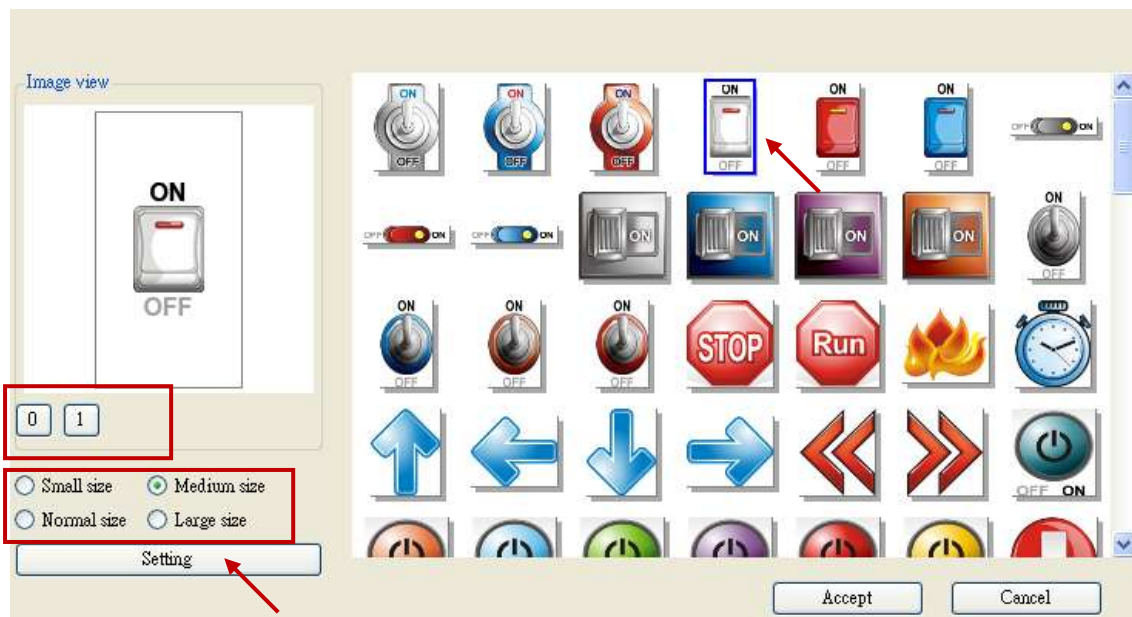 Image view
ON
OFF
0 1
Small size Medium size
Normal size Large size
Setting
ON ON ON ON ON ON
OFF OFF OFF OFF OFF OFF OFF ON
OFF ON OFF ON ON ON ON ON ON
OFF
ON ON ON
STOP Run
OFF OFF OFF
OFF ON
Accept Cancel